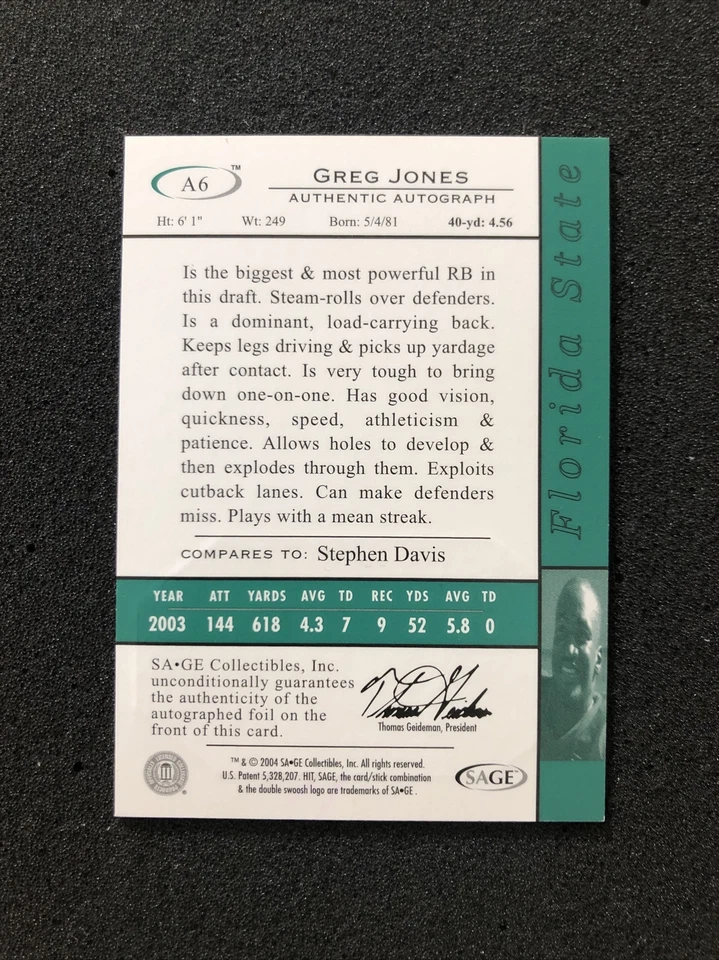 A6 ™
GREG JONES
AUTHENTIC AUTOGRAPH
Ht: 6' 1" Wt: 249 Born: 5/4/81 40-yd: 4.56
Is the biggest & most powerful RB in
this draft. Steam-rolls over defenders.
Is a dominant, load-carrying back.
Keeps legs driving & picks up yardage
after contact. Is very tough to bring
down one-on-one. Has good vision,
quickness, speed, athleticism &
patience. Allows holes to develop &
then explodes through them. Exploits
cutback lanes. Can make defenders
miss. Plays with a mean streak.
COMPARES TO: Stephen Davis
YEAR ATT YARDS AVG TD REC YDS AVG TD
2003 144 618 4.3 7 9 52 5.8 0
SA•GE Collectibles, Inc.
unconditionally guarantees
the authenticity of the
autographed foil on the
front of this card.
Thomas Geideman, President
™ & © 2004 SA•GE Collectibles, Inc. All rights reserved.
U.S. Patent 5,328,207. HIT, SAGE, the card/stick combination
& the double swoosh logo are trademarks of SA•GE .
SAGE
Florida State